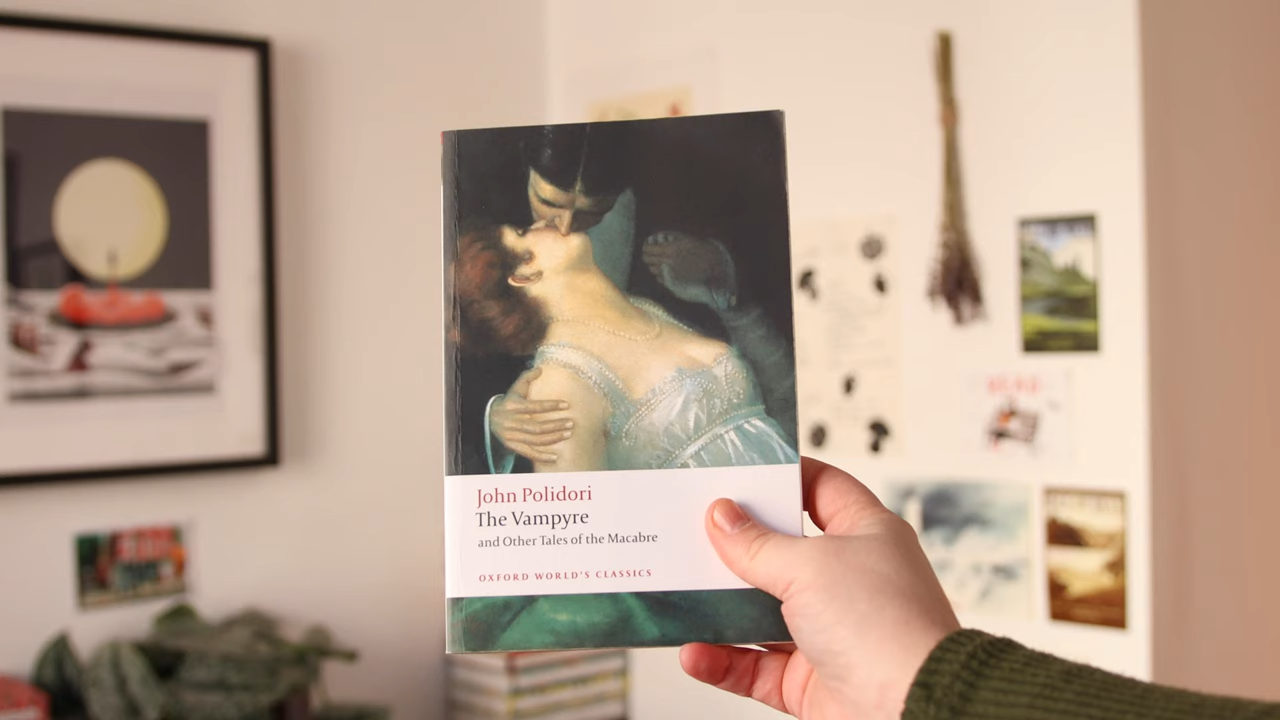 John Polidori
The Vampyre
and Other Tales of the Macabre
OXFORD WORLD'S CLASSICS